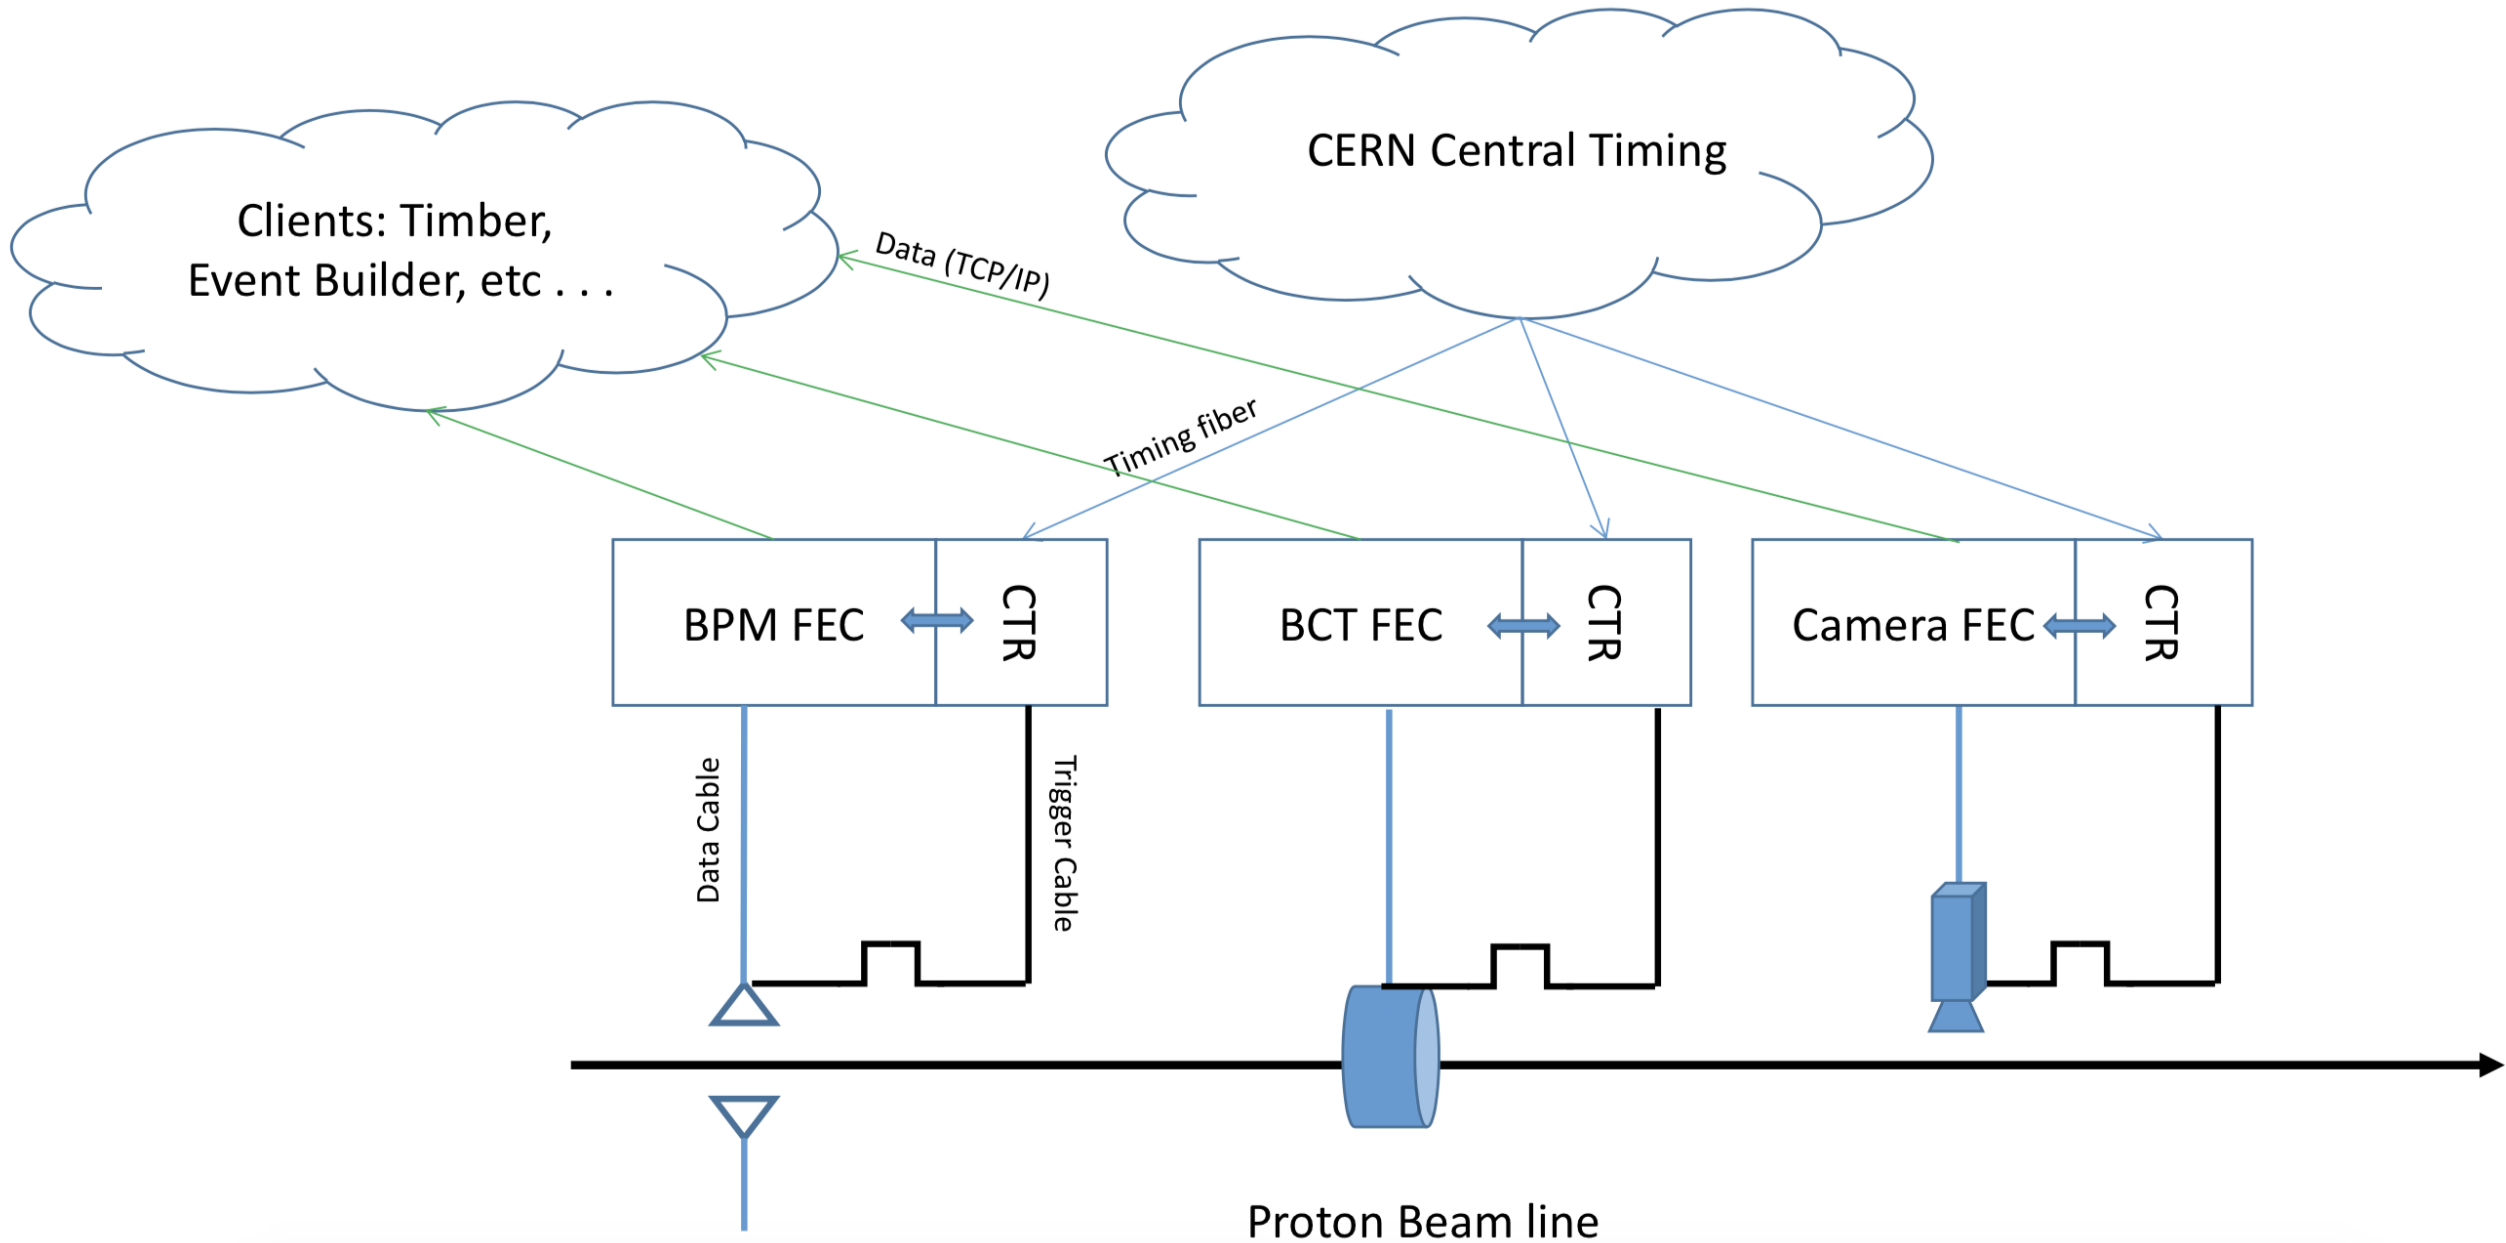 CERN Central Timing
Clients: Timber,
Event Builder, etc . . .
Data (TCP/IP)
Timing fiber
BPM FEC
CTR
BCT FEC
CTR
Camera FEC
CTR
Data Cable
Trigger Cable
Proton Beam line